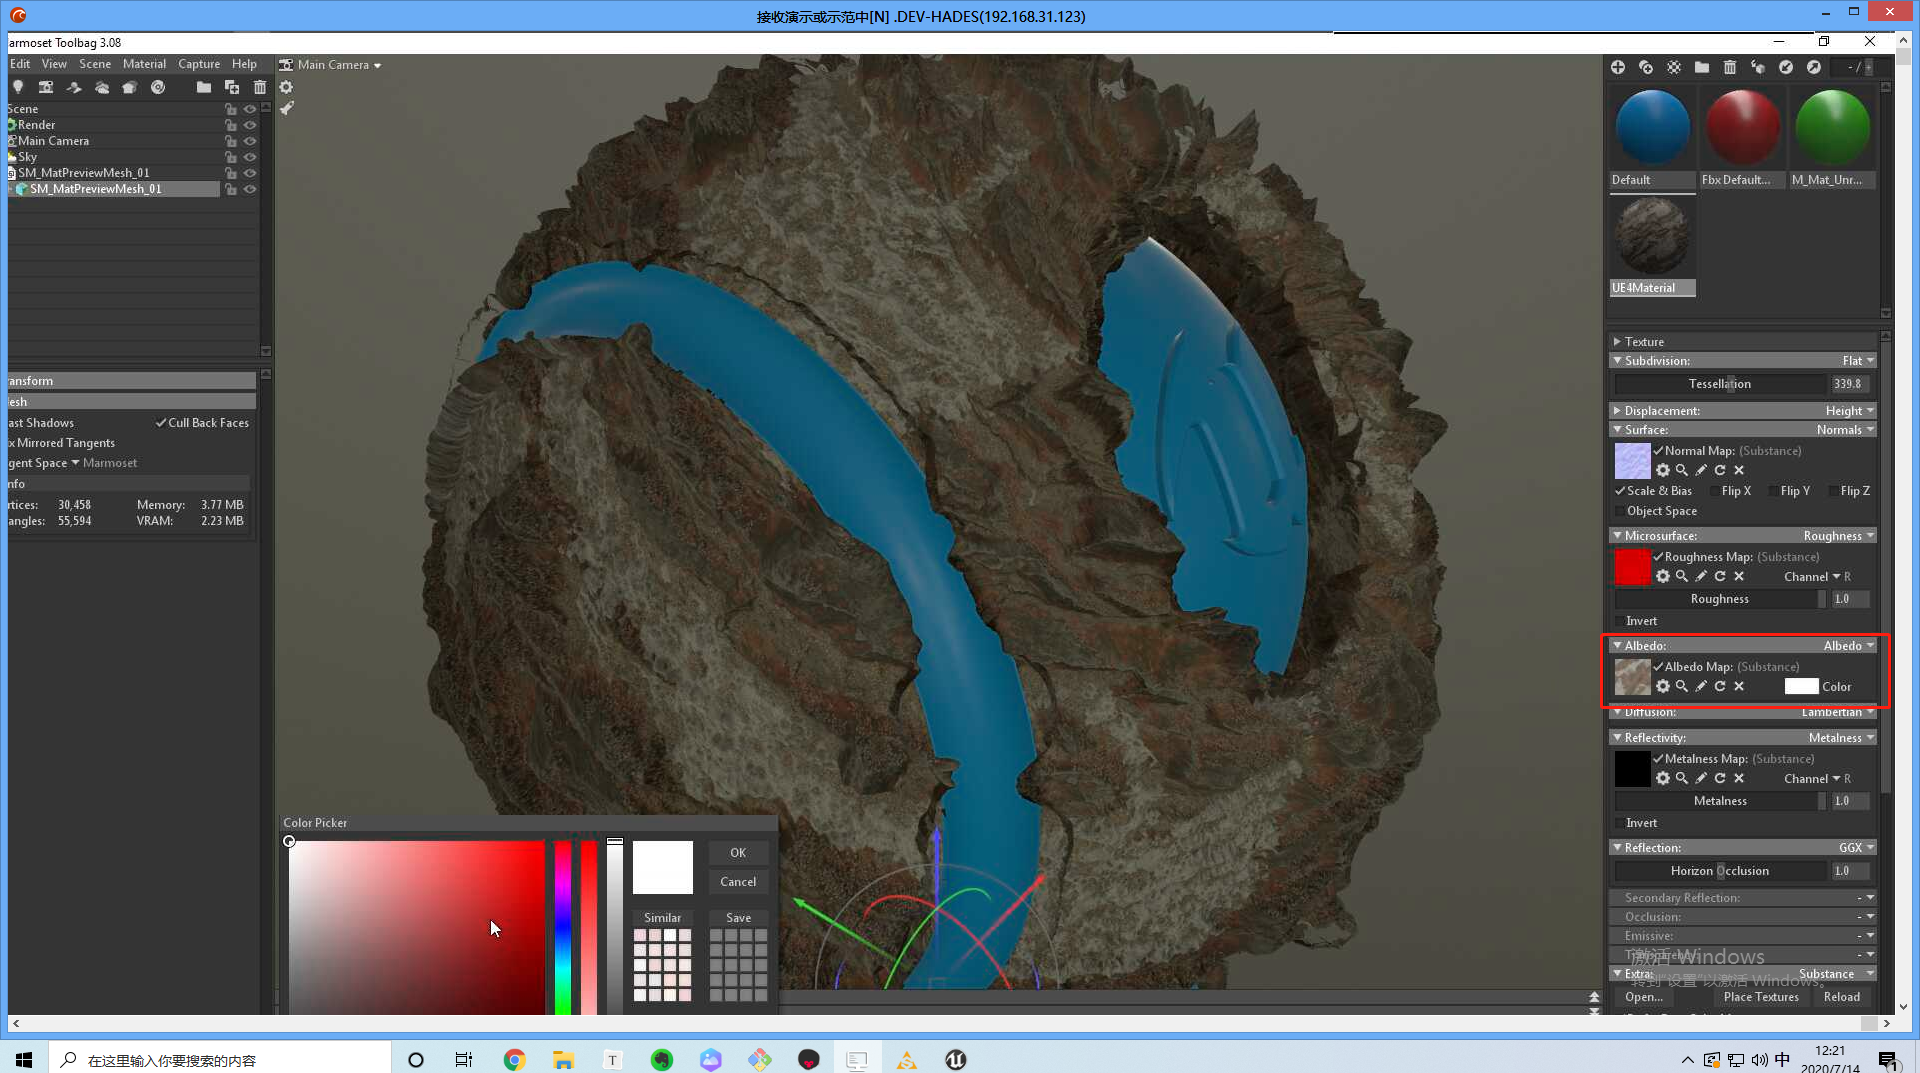 接收演示或示范中[N] .DEV-HADES(192.168.31.123)
armoset Toolbag 3.08
Edit View Scene Material Capture Help
Main Camera
Scene
Render
Main Camera
Sky
SM_MatPreviewMesh_01
SM_MatPreviewMesh_01
ransform
esh
ast Shadows Cull Back Faces
x Mirrored Tangents
gent Space Marmoset
nfo
rtices: 30,458 Memory: 3.77 MB
angles: 55,594 VRAM: 2.23 MB
- /
Default Fbx Default... M_Mat_Unr...
UE4Material
Texture
Subdivision: Flat
Tessellation 339.8
Displacement: Height
Surface: Normals
Normal Map: (Substance)
Scale & Bias Flip X Flip Y Flip Z
Object Space
Microsurface: Roughness
Roughness Map: (Substance)
Channel R
Roughness 1.0
Invert
Albedo: Albedo
Albedo Map: (Substance)
Color
Diffusion: Lambertian
Reflectivity: Metalness
Metalness Map: (Substance)
Channel R
Metalness 1.0
Invert
Reflection: GGX
Horizon Occlusion 1.0
Secondary Reflection: -
Occlusion: -
Emissive: -
激活 Windows
转到"设置"以激活 Windows。
Extra: Substance
Open... Place Textures Reload
Color Picker
OK
Cancel
Similar Save
在这里输入你要搜索的内容
T
中
12:21
2020/7/14
1